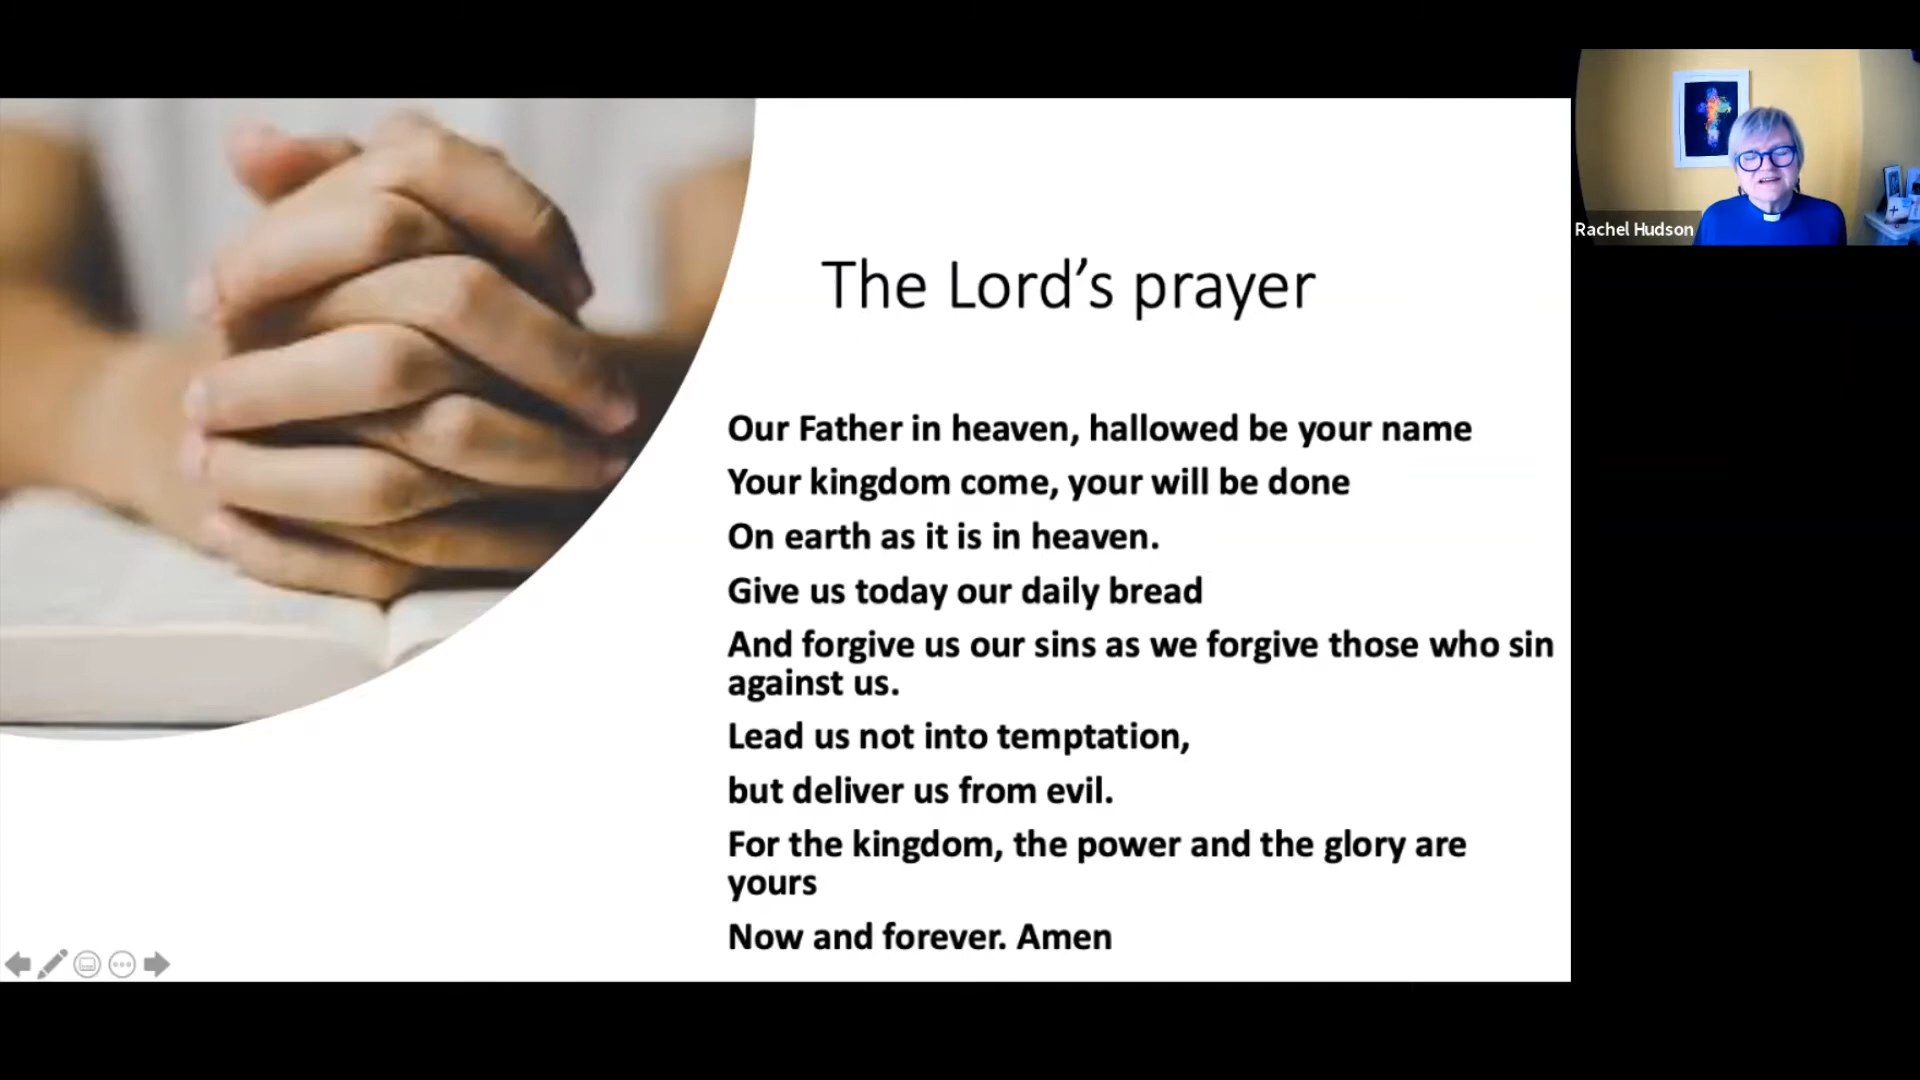 Rachel Hudson
The Lord’s prayer
Our Father in heaven, hallowed be your name
Your kingdom come, your will be done
On earth as it is in heaven.
Give us today our daily bread
And forgive us our sins as we forgive those who sin
against us.
Lead us not into temptation,
but deliver us from evil.
For the kingdom, the power and the glory are
yours
Now and forever. Amen